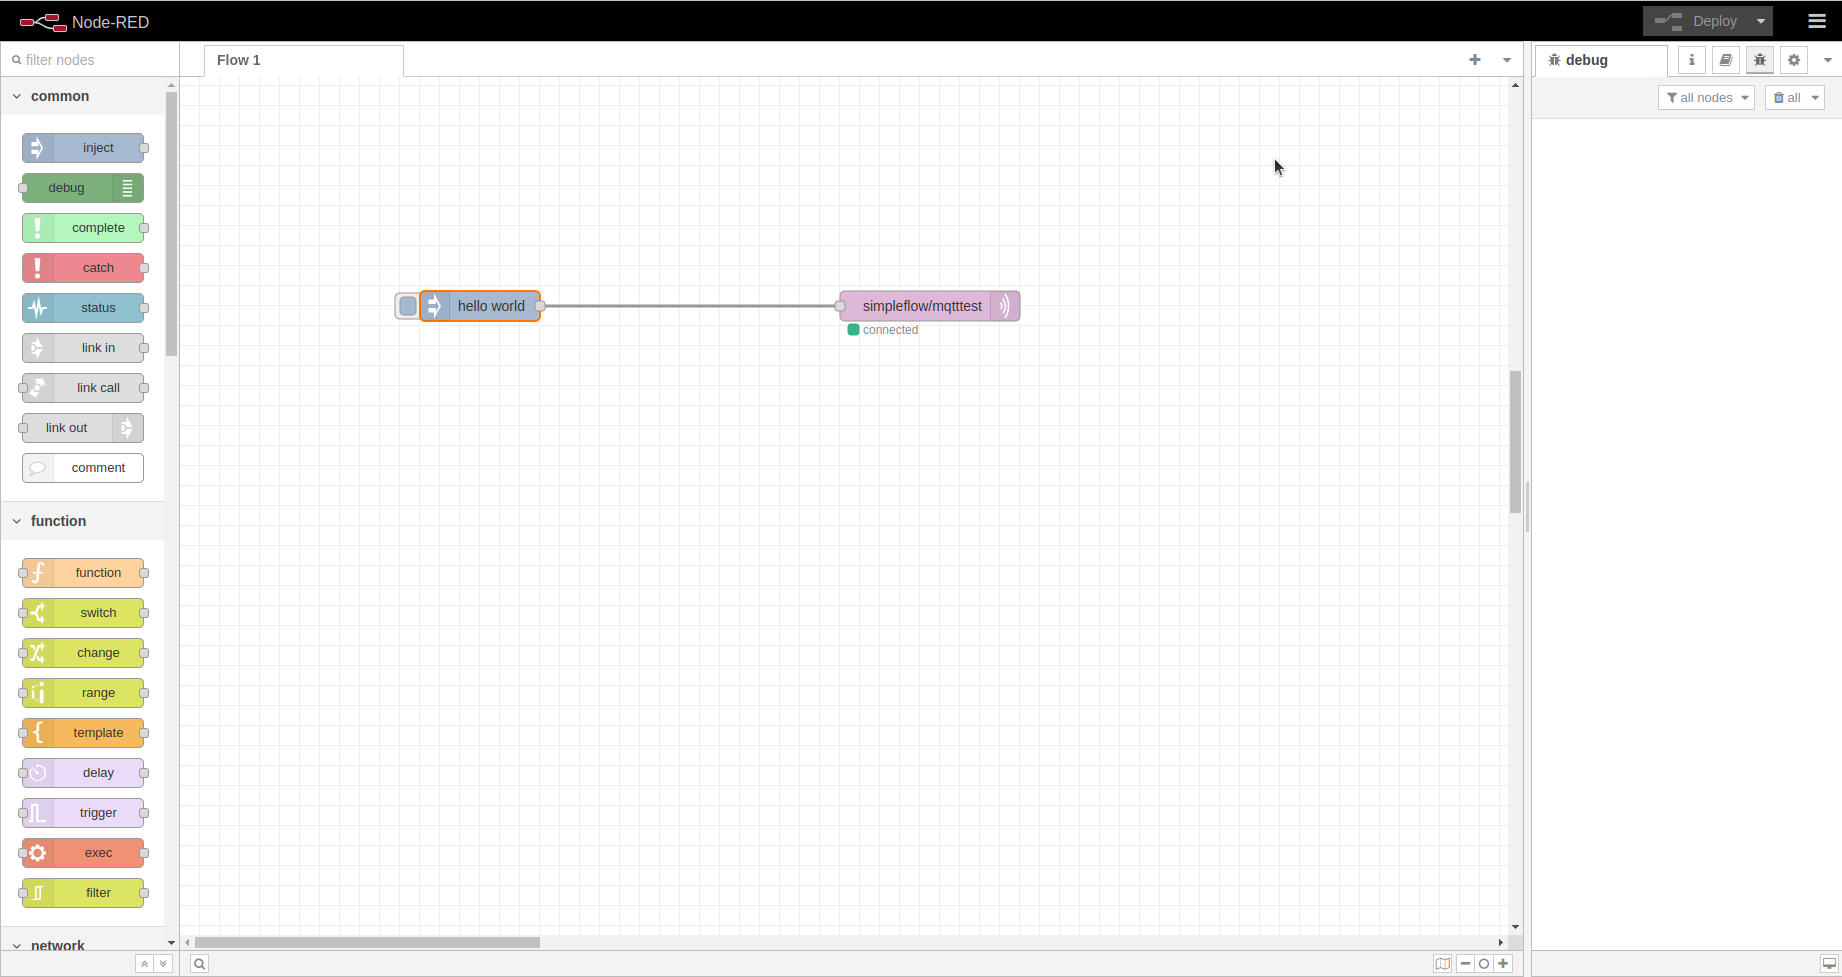 Node-RED
Deploy
filter nodes
Flow 1
debug
all nodes
all
common
inject
debug
complete
catch
status
link in
link call
link out
comment
function
function
switch
change
range
template
delay
trigger
exec
filter
network
hello world
simpleflow/mqtttest
connected